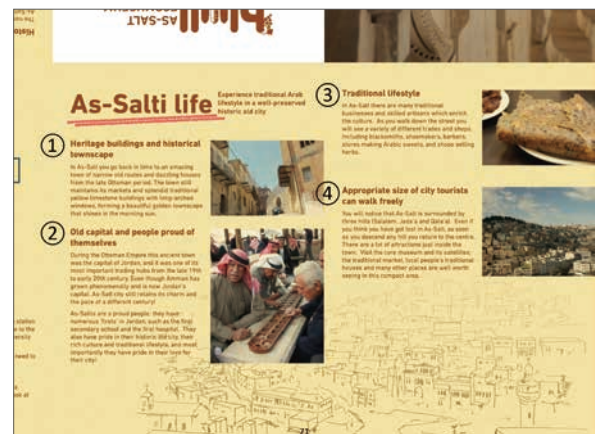 AS-SALT
ECOMUSEUM
As-Salti life
Experience traditional Arab
lifestyle in a well-preserved
historic old city
①
Heritage buildings and historical
townscape
In As-Salt you go back in time to an amazing
town of narrow old roads and dazzling houses
from the late Ottoman period. The town still
maintains its markets and splendid traditional
yellow limestone buildings with long-arched
windows, forming a beautiful golden townscape
that shines in the morning sun.
②
Old capital and people proud of
themselves
During the Ottoman Empire this ancient town
was the capital of Jordan, and it was one of its
most important trading hubs from the late 19th
to early 20th century. Even though Amman has
grown phenomenally and is now Jordan's
capital, As-Salt city still retains its charm and
the pace of a different century!
As-Saltis are a proud people; they have
numerous 'firsts' in Jordan, such as the first
secondary school and the first hospital. They
also have pride in their historic old city, their
rich culture and traditional lifestyle, and most
importantly they have pride in their love for
their city!
③
Traditional lifestyle
In As-Salt there are many traditional
businesses and skilled artisans which enrich
the culture. As you walk down the street you
will see a variety of different trades and shops,
including blacksmiths, shoemakers, barbers,
stores making Arabic sweets, and those selling
herbs.
④
Appropriate size of city tourists
can walk freely
You will notice that As-Salt is surrounded by
three hills (Salalem, Jada'a and Qala'a). Even if
you think you have got lost in As-Salt, as soon
as you descend any hill you return to the centre.
There are a lot of attractions just inside the
town. Visit the core museum and its satellites;
the traditional market, local people's traditional
houses and many other places are well worth
seeing in this compact area.
need to
21